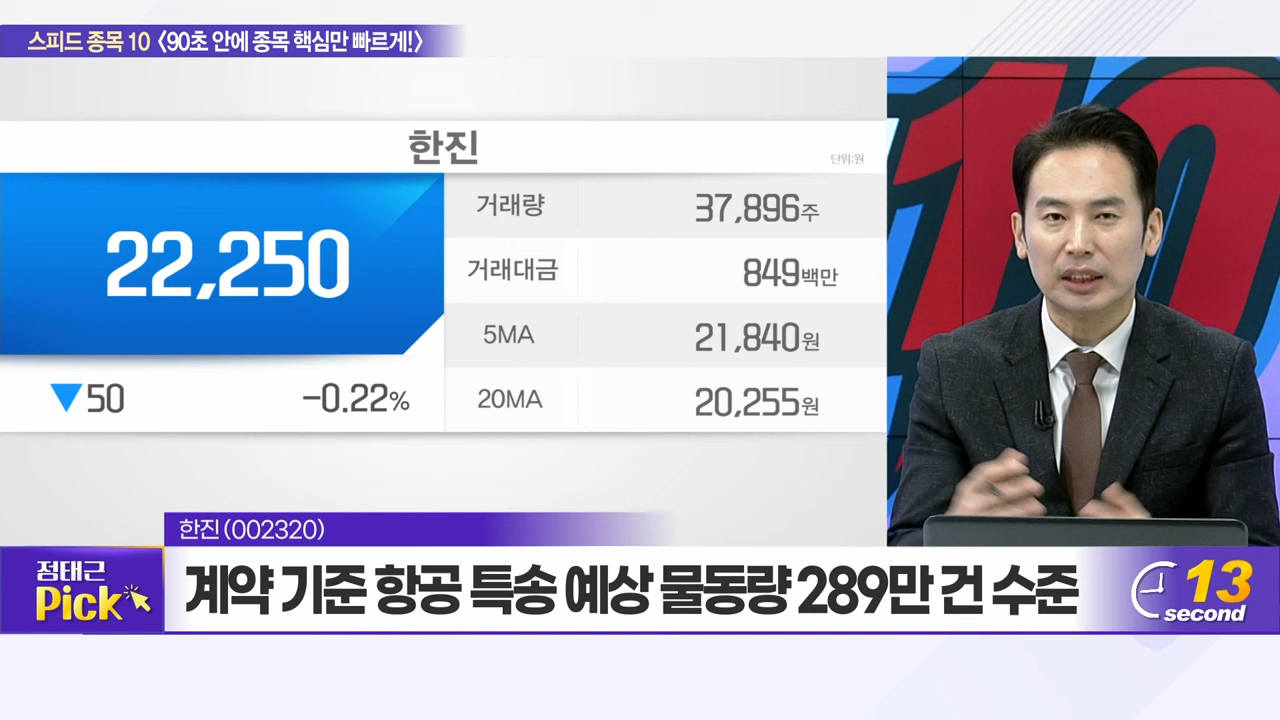 스피드 종목 10 〈90초 안에 종목 핵심만 빠르게!〉
한진
단위:원
22,250
▼50 -0.22%
거래량 37,896주
거래대금 849백만
5MA 21,840원
20MA 20,255원
10
한진(002320)
정태근
Pick
계약 기준 항공 특송 예상 물동량 289만 건 수준
13
second